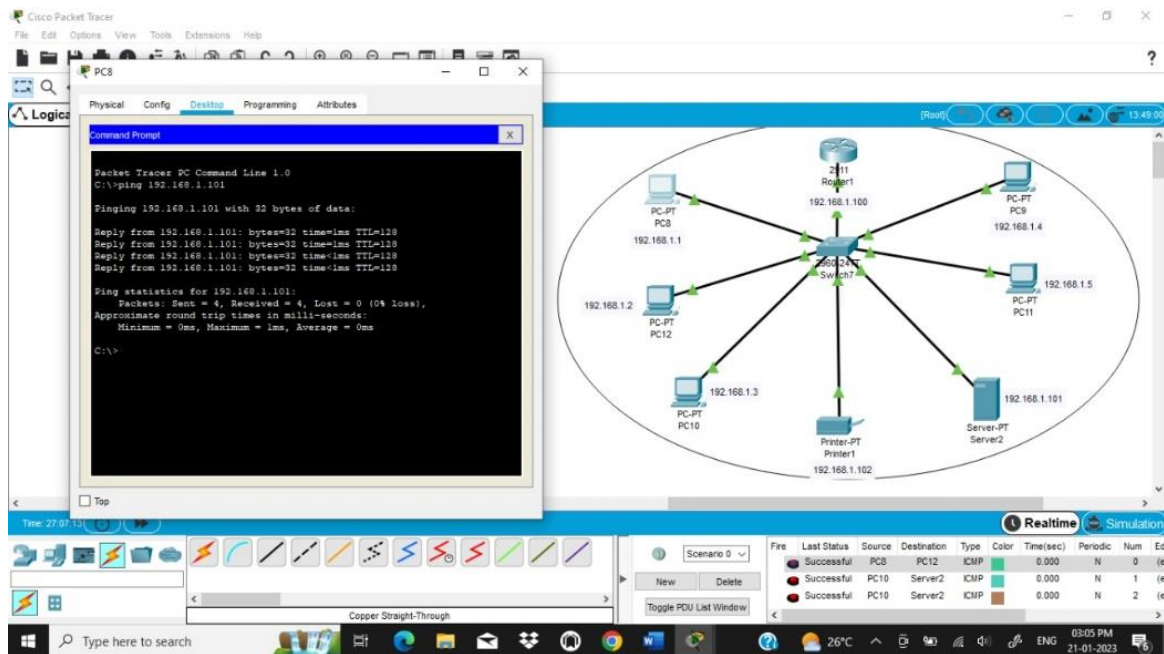 Cisco Packet Tracer
File Edit Options View Tools Extensions Help
?
PC8
Physical Config Desktop Programming Attributes
Logica
[Root]
13:49:00
Command Prompt
X
Packet Tracer PC Command Line 1.0
C:\>ping 192.168.1.101
Pinging 192.168.1.101 with 32 bytes of data:
Reply from 192.168.1.101: bytes=32 time=1ms TTL=128
Reply from 192.168.1.101: bytes=32 time<1ms TTL=128
Reply from 192.168.1.101: bytes=32 time<1ms TTL=128
Reply from 192.168.1.101: bytes=32 time<1ms TTL=128
Ping statistics for 192.168.1.101:
Packets: Sent = 4, Received = 4, Lost = 0 (0% loss),
Approximate round trip times in milli-seconds:
Minimum = 0ms, Maximum = 1ms, Average = 0ms
C:\>
Top
2911
Router1
192.168.1.100
PC-PT
PC8
192.168.1.1
PC-PT
PC9
192.168.1.4
2960-24TT
Switch7
192.168.1.2
PC-PT
PC12
192.168.1.5
PC-PT
PC11
192.168.1.3
PC-PT
PC10
192.168.1.101
Server-PT
Server2
Printer-PT
Printer1
192.168.1.102
Time: 27:07:13
Realtime
Simulation
Scenario 0
New Delete
Toggle PDU List Window
Fire Last Status Source Destination Type Color Time(sec) Periodic Num Ed
Successful PC8 PC12 ICMP 0.000 N 0 (e
Successful PC10 Server2 ICMP 0.000 N 1 (e
Successful PC10 Server2 ICMP 0.000 N 2 (e
Copper Straight-Through
Type here to search
26°C
ENG
03:05 PM
21-01-2023